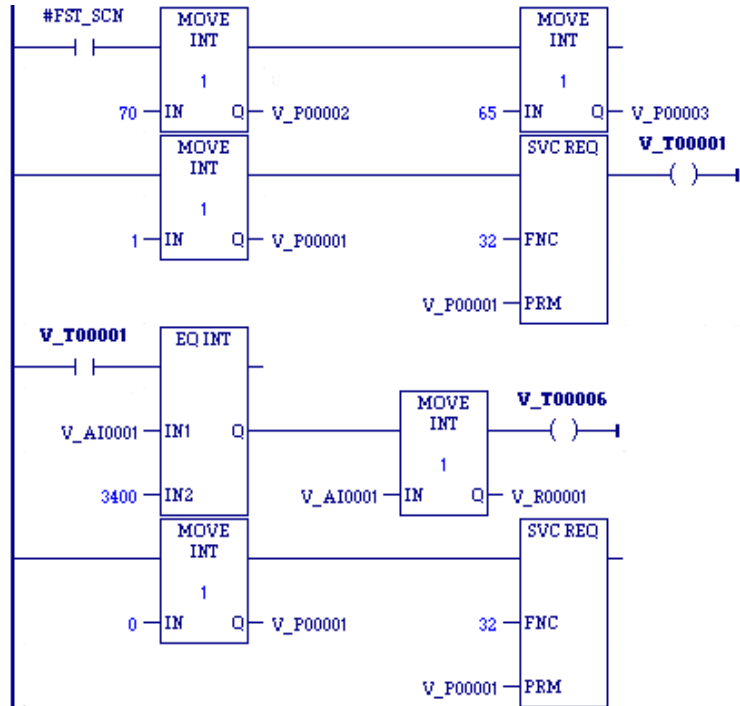 #FST_SCN
MOVE
INT
1
70 IN Q V_P00002
MOVE
INT
1
65 IN Q V_P00003
MOVE
INT
1
1 IN Q V_P00001
SVC REQ
V_T00001
32 FNC
V_P00001 PRM
V_T00001
EQ INT
V_AI0001 IN1 Q
3400 IN2
MOVE
INT
1
V_AI0001 IN Q V_R00001
V_T00006
MOVE
INT
1
0 IN Q V_P00001
SVC REQ
32 FNC
V_P00001 PRM